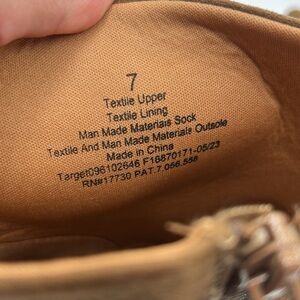 7
Textile Upper
Textile Lining
Man Made Materials Sock
Textile And Man Made Materials Outsole
Made in China
Target096102646 F16870171-05/23
RN#17730 PAT.7.056.558